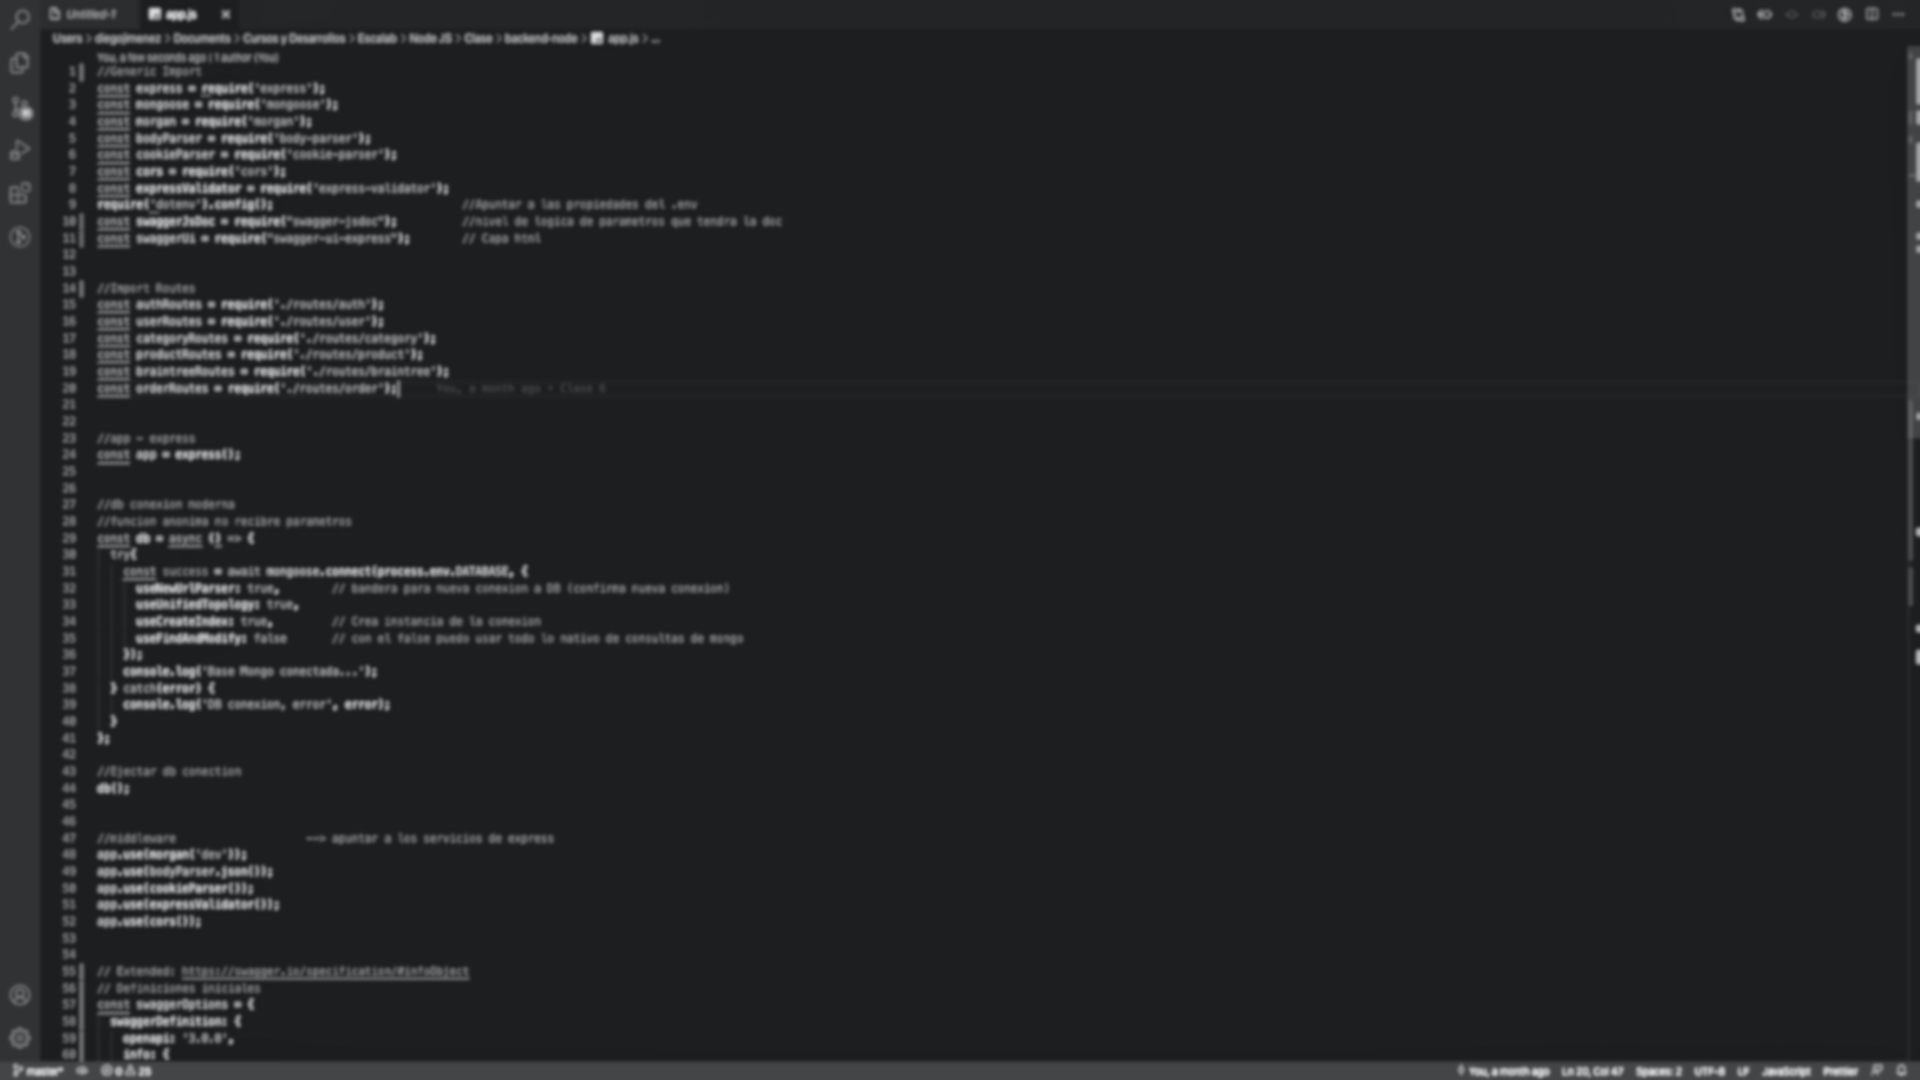 Untitled-1
app.js
Users > diegojimenez > Documents > Cursos y Desarrollos > Escalab > Node JS > Clase > backend-node > app.js > ...
You, a few seconds ago | 1 author (You)
1 //Generic Import
2 const express = require('express');
3 const mongoose = require('mongoose');
4 const morgan = require('morgan');
5 const bodyParser = require('body-parser');
6 const cookieParser = require('cookie-parser');
7 const cors = require('cors');
8 const expressValidator = require('express-validator');
9 require('dotenv').config(); //Apuntar a las propiedades del .env
10 const swaggerJsDoc = require("swagger-jsdoc"); //nivel de logica de parametros que tendra la doc
11 const swaggerUi = require("swagger-ui-express"); // Capa html
12
13
14 //Import Routes
15 const authRoutes = require('./routes/auth');
16 const userRoutes = require('./routes/user');
17 const categoryRoutes = require('./routes/category');
18 const productRoutes = require('./routes/product');
19 const braintreeRoutes = require('./routes/braintree');
20 const orderRoutes = require('./routes/order'); You, a month ago • Clase 6
21
22
23 //app - express
24 const app = express();
25
26
27 //db conexion moderna
28 //funcion anonima no recibre parametros
29 const db = async () => {
30 try{
31 const success = await mongoose.connect(process.env.DATABASE, {
32 useNewUrlParser: true, // bandera para nueva conexion a DB (confirma nueva conexion)
33 useUnifiedTopology: true,
34 useCreateIndex: true, // Crea instancia de la conexion
35 useFindAndModify: false // con el false puedo usar todo lo nativo de consultas de mongo
36 });
37 console.log('Base Mongo conectada...');
38 } catch(error) {
39 console.log('DB conexion, error', error);
40 }
41 };
42
43 //Ejectar db conection
44 db();
45
46
47 //middleware --> apuntar a los servicios de express
48 app.use(morgan('dev'));
49 app.use(bodyParser.json());
50 app.use(cookieParser());
51 app.use(expressValidator());
52 app.use(cors());
53
54
55 // Extended: https://swagger.io/specification/#infoObject
56 // Definiciones iniciales
57 const swaggerOptions = {
58 swaggerDefinition: {
59 openapi: '3.0.0',
60 info: {
master* 0 25 You, a month ago Ln 20, Col 47 Spaces: 2 UTF-8 LF JavaScript Prettier